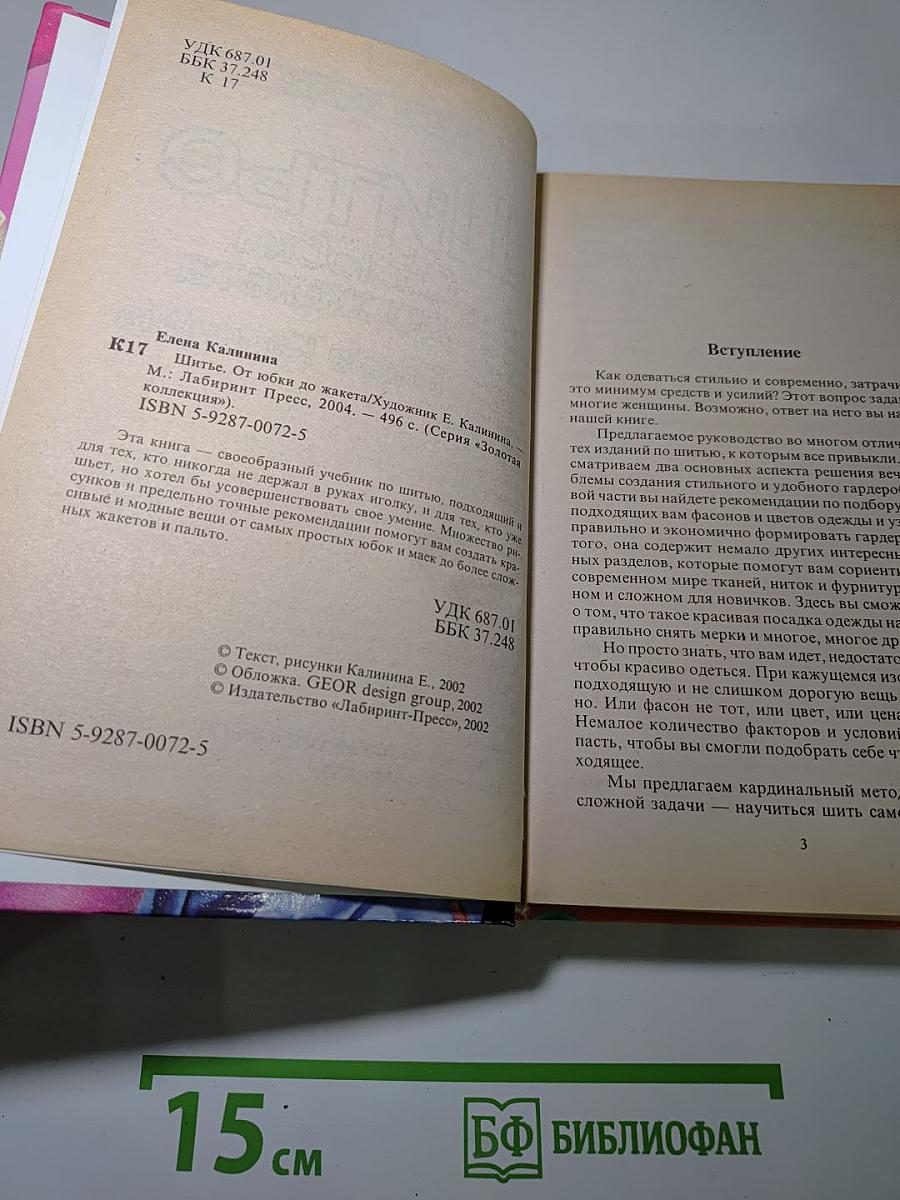 УДК 687.01
ББК 37.248
К 17
Елена Калинина
К17 Шитье. От юбки до жакета/Художник Е. Калинина. —
М.: Лабиринт Пресс, 2004. — 496 с. (Серия «Золотая
коллекция»).
ISBN 5-9287-0072-5
Эта книга — своеобразный учебник по шитью, подходящий и
для тех, кто никогда не держал в руках иголку, и для тех, кто уже
шьет, но хотел бы усовершенствовать свое умение. Множество ри-
сунков и предельно точные рекомендации помогут вам создать кра-
сивые и модные вещи от самых простых юбок и маек до более слож-
ных жакетов и пальто.
УДК 687.01
ББК 37.248
© Текст, рисунки Калинина Е., 2002
© Обложка. GEOR design group, 2002
© Издательство «Лабиринт-Пресс», 2002
ISBN 5-9287-0072-5
Вступление
Как одеваться стильно и современно, затрачи
это минимум средств и усилий? Этот вопрос зада
многие женщины. Возможно, ответ на него вы на
нашей книге.
Предлагаемое руководство во многом отлич
тех изданий по шитью, к которым все привыкли.
сматриваем два основных аспекта решения веч
блемы создания стильного и удобного гардероб
вой части вы найдете рекомендации по подбору
подходящих вам фасонов и цветов одежды и уз
правильно и экономично формировать гардер
того, она содержит немало других интересны
ных разделов, которые помогут вам сориенти
современном мире тканей, ниток и фурнитур
ном и сложном для новичков. Здесь вы смож
о том, что такое красивая посадка одежды на
правильно снять мерки и многое, многое др
Но просто знать, что вам идет, недостато
чтобы красиво одеться. При кажущемся изо
подходящую и не слишком дорогую вещь
но. Или фасон не тот, или цвет, или цена
Немалое количество факторов и условий
пасть, чтобы вы смогли подобрать себе чт
ходящее.
Мы предлагаем кардинальный метод
сложной задачи — научиться шить само
3
15 см
БФ БИБЛИОФАН